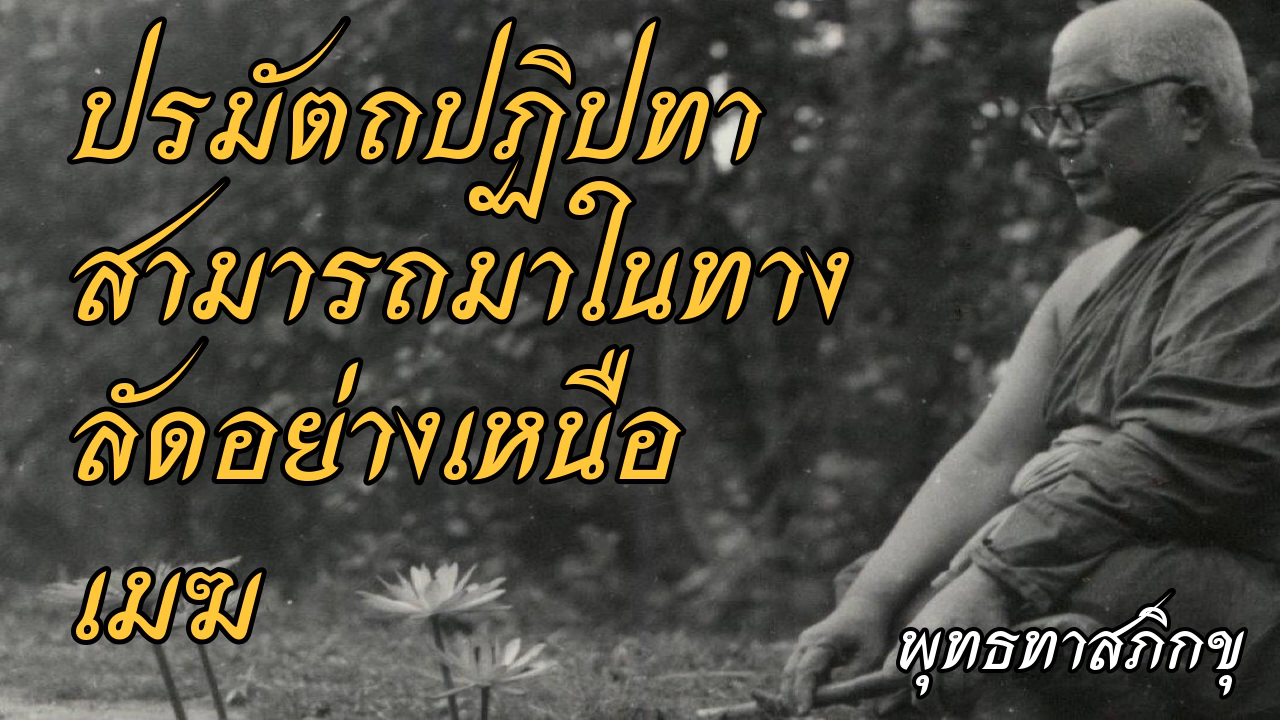 ปรมัตถปฏิปทา
สามารถมาในทาง
ลัดอย่างเหนือ
เมฆ
พุทธทาสภิกขุ